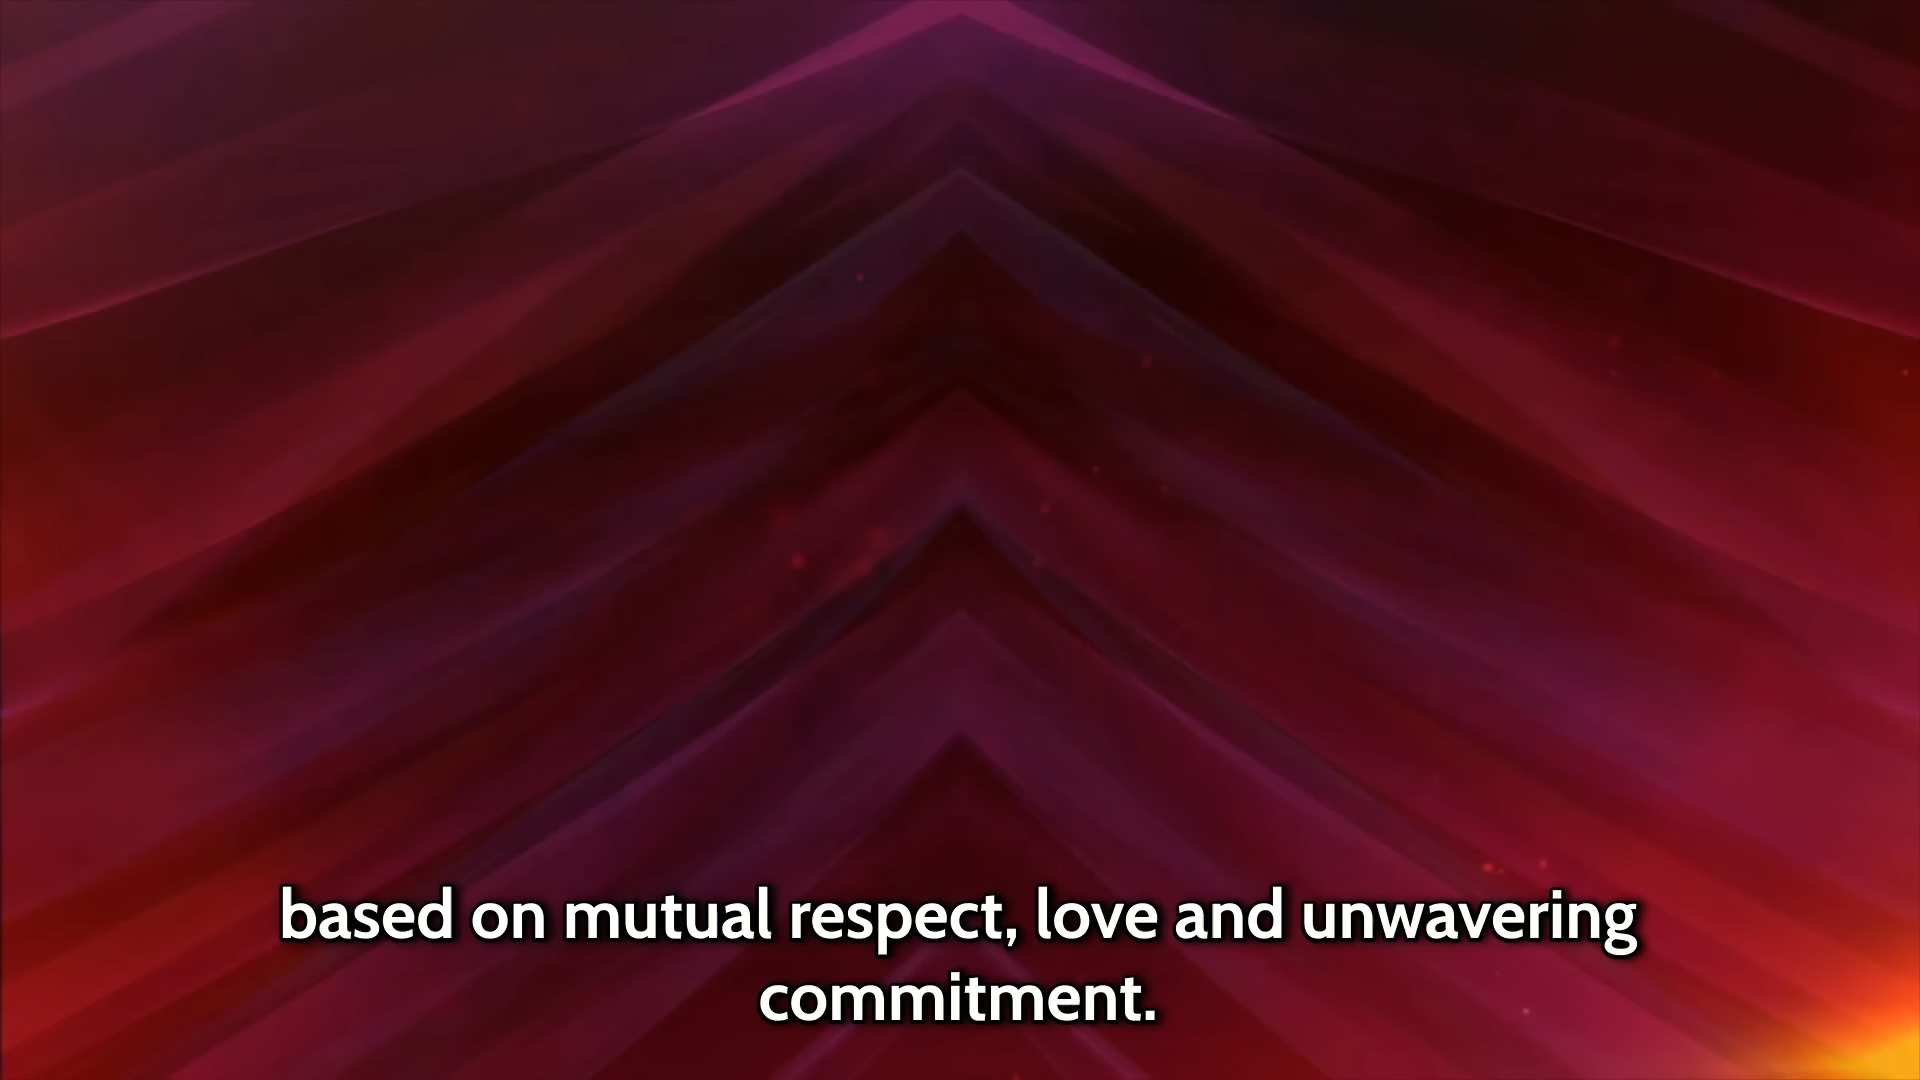 based on mutual respect, love and unwavering
commitment.